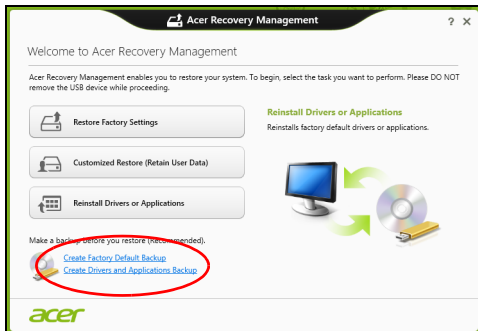 Acer Recovery Management
? X
Welcome to Acer Recovery Management
Acer Recovery Management enables you to restore your system. To begin, select the task you want to perform. Please DO NOT
remove the USB device while proceeding.
Restore Factory Settings
Customized Restore (Retain User Data)
Reinstall Drivers or Applications
Reinstall Drivers or Applications
Reinstalls factory default drivers or applications.
Make a backup before you restore (Recommended).
Create Factory Default Backup
Create Drivers and Applications Backup
acer